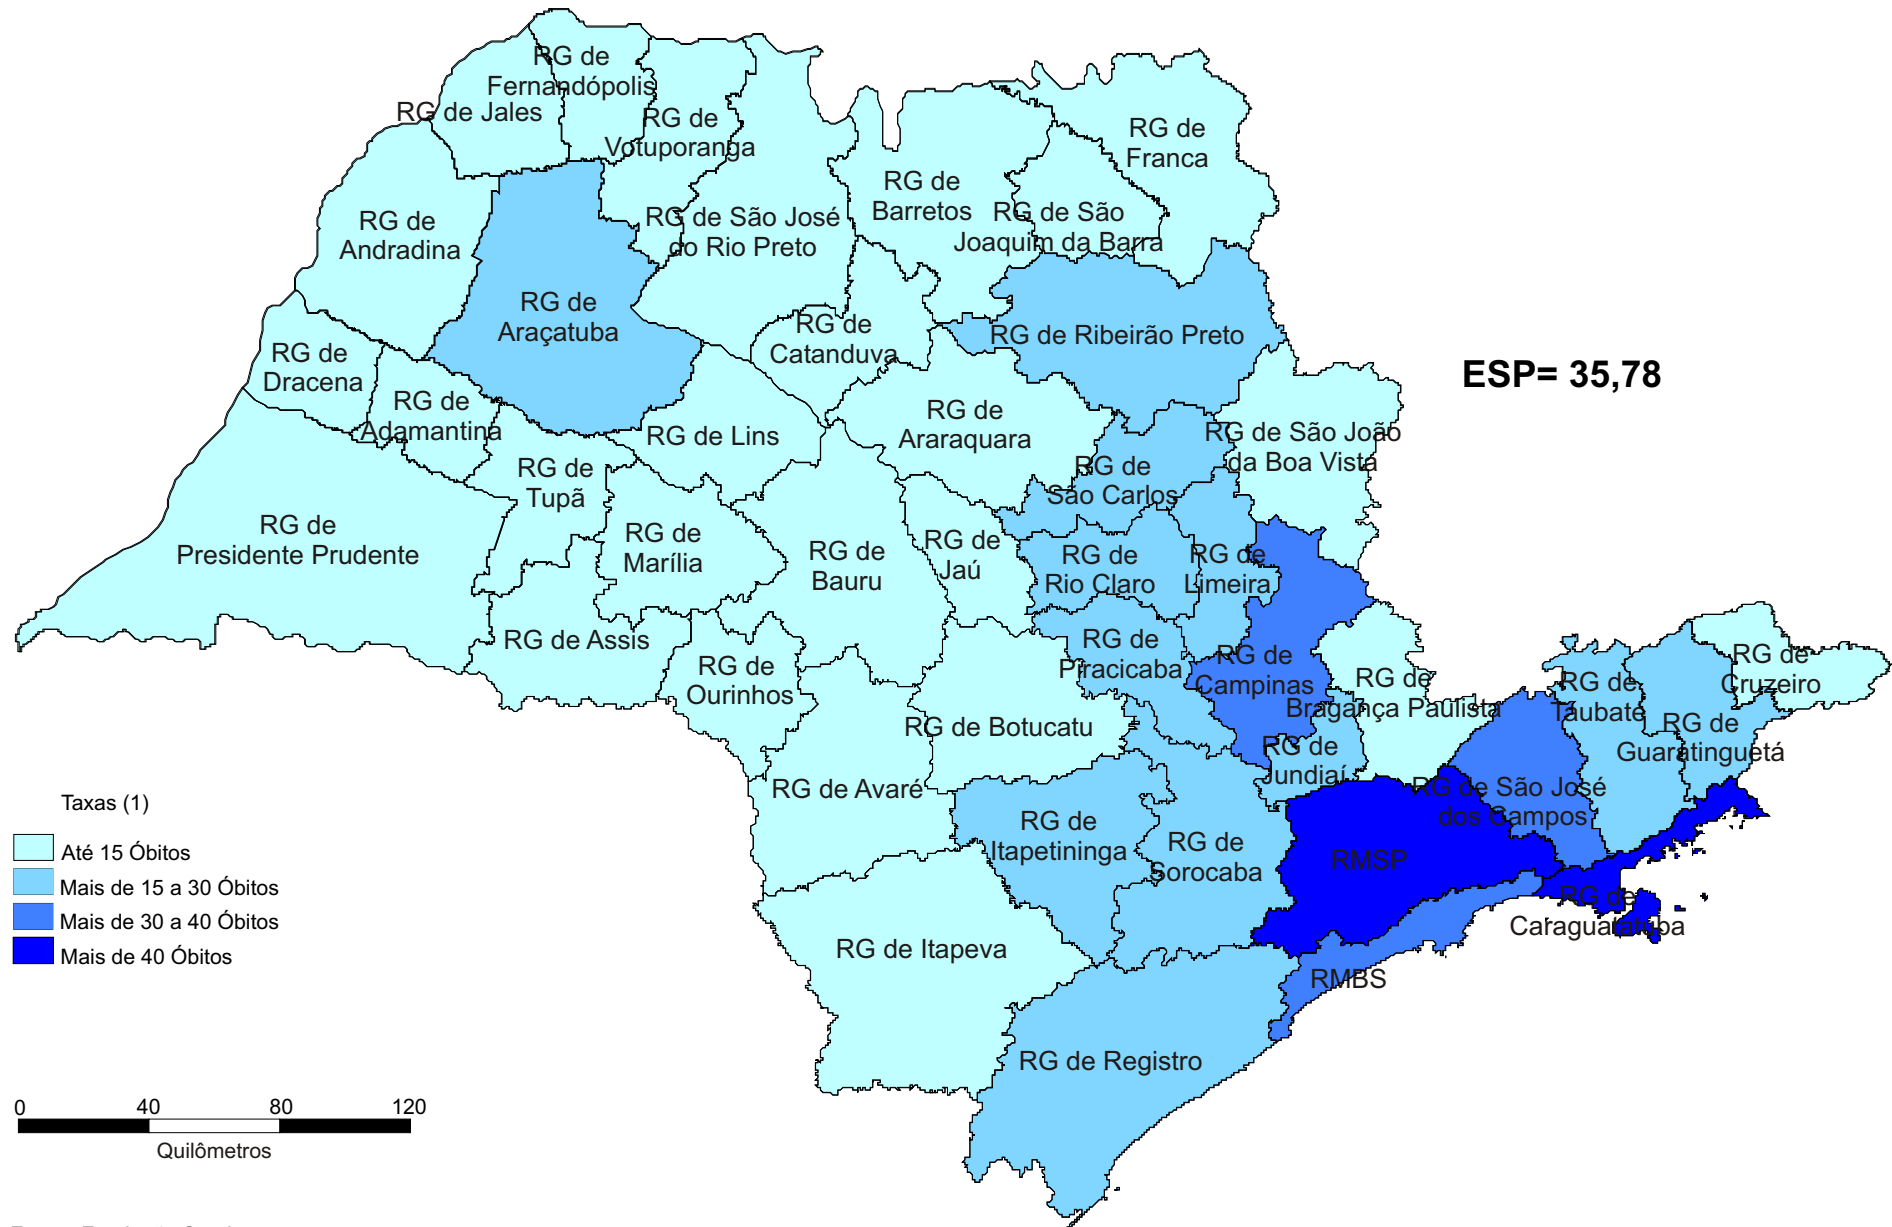 RG de
Fernandópolis
RG de Jales
RG de
Votuporanga
RG de
Franca
RG de
Andradina
RG de São José
do Rio Preto
RG de
Barretos
RG de São
Joaquim da Barra
RG de
Araçatuba
RG de
Catanduva
RG de Ribeirão Preto
RG de
Dracena
RG de
Adamantina
ESP= 35,78
RG de Lins
RG de
Araraquara
RG de São João
da Boa Vista
RG de
Tupã
RG de
São Carlos
RG de
Presidente Prudente
RG de
Marília
RG de
Bauru
RG de
Jaú
RG de
Rio Claro
RG de
Limeira
RG de Assis
RG de
Ourinhos
RG de
Piracicaba
RG de
Campinas
RG de
Bragança Paulista
RG de
Taubaté
RG de
Cruzeiro
RG de
Guaratinguetá
RG de Botucatu
RG de
Jundiaí
RG de Avaré
RG de São José
dos Campos
RG de
Itapetininga
RG de
Sorocaba
RMSP
RG de
Caraguatatuba
RG de Itapeva
RMBS
RG de Registro
Taxas (1)
Até 15 Óbitos
Mais de 15 a 30 Óbitos
Mais de 30 a 40 Óbitos
Mais de 40 Óbitos
0 40 80 120
Quilômetros